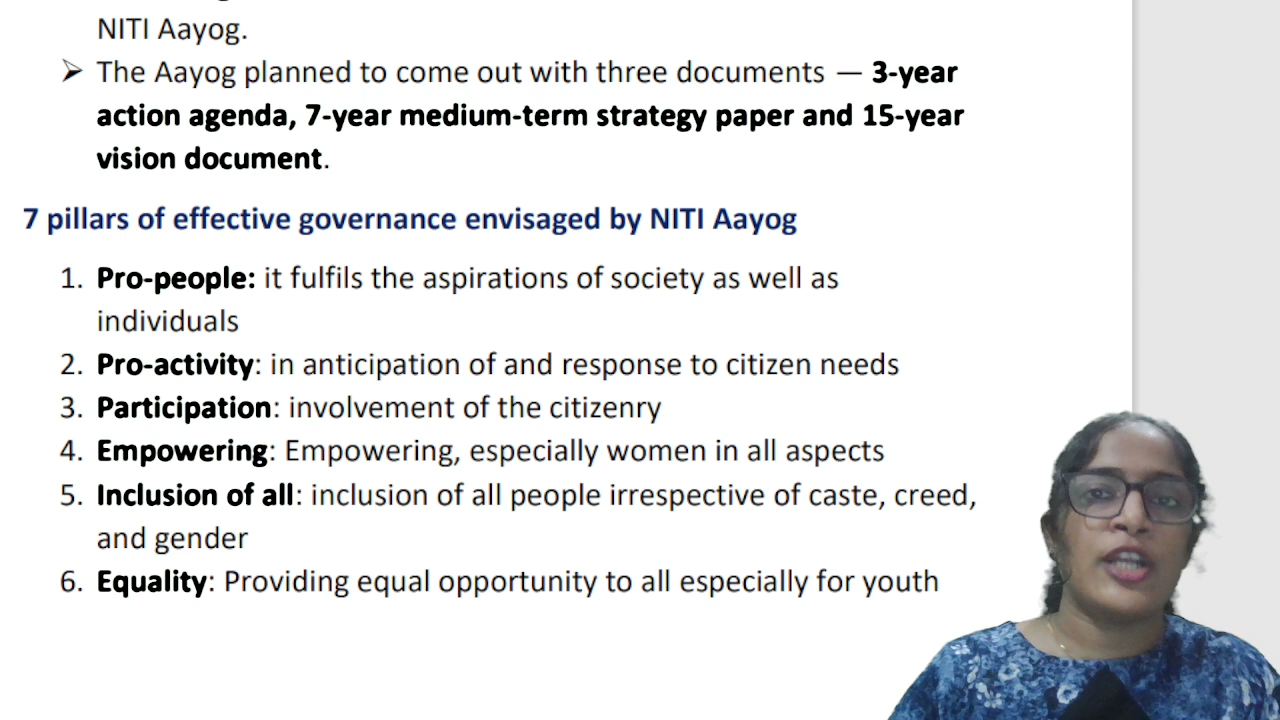 NITI Aayog.
➢ The Aayog planned to come out with three documents — 3-year
action agenda, 7-year medium-term strategy paper and 15-year
vision document.
7 pillars of effective governance envisaged by NITI Aayog
1. Pro-people: it fulfils the aspirations of society as well as
individuals
2. Pro-activity: in anticipation of and response to citizen needs
3. Participation: involvement of the citizenry
4. Empowering: Empowering, especially women in all aspects
5. Inclusion of all: inclusion of all people irrespective of caste, creed,
and gender
6. Equality: Providing equal opportunity to all especially for youth